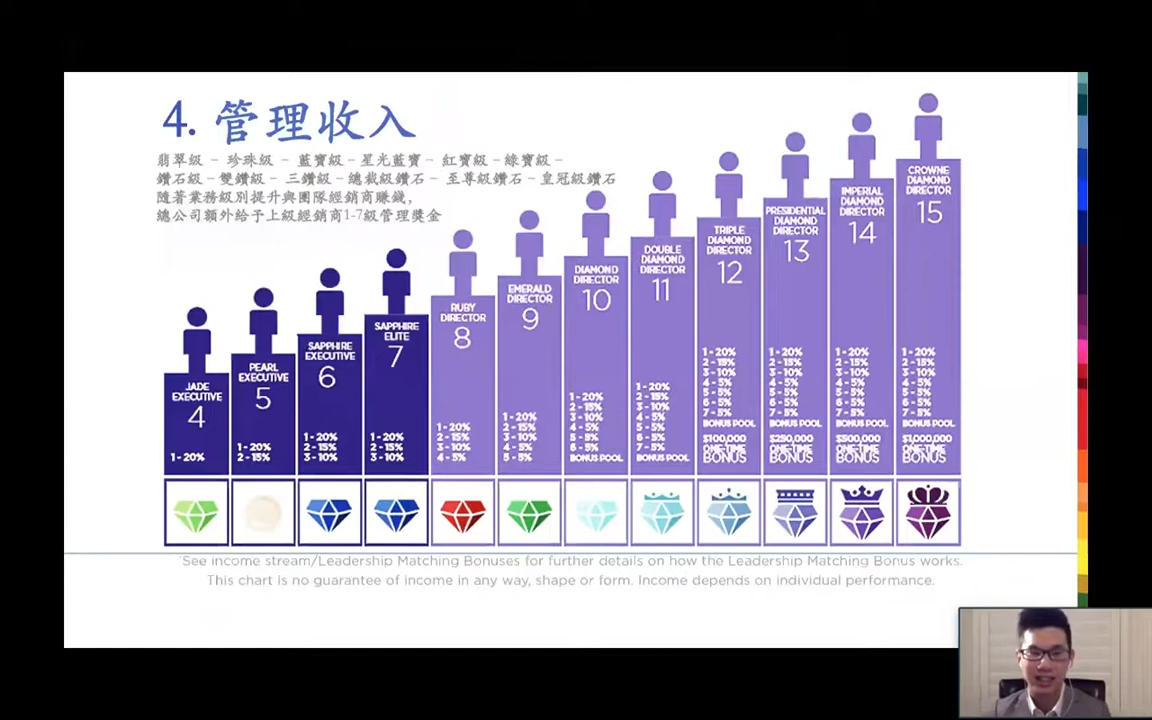 4. 管理收入
翡翠級 - 珍珠級 - 藍寶級 - 星光藍寶 - 紅寶級 - 綠寶級 -
鑽石級 - 雙鑽級 - 三鑽級 - 總裁級鑽石 - 至尊級鑽石 - 皇冠級鑽石
隨著業務級別提升與團隊經銷商賺錢,
總公司額外給予上級經銷商1-7級管理獎金
JADE
EXECUTIVE
4
1 - 20%
PEARL
EXECUTIVE
5
1 - 20%
2 - 15%
SAPPHIRE
EXECUTIVE
6
1 - 20%
2 - 15%
3 - 10%
SAPPHIRE
ELITE
7
1 - 20%
2 - 15%
3 - 10%
RUBY
DIRECTOR
8
1 - 20%
2 - 15%
3 - 10%
4 - 5%
EMERALD
DIRECTOR
9
1 - 20%
2 - 15%
3 - 10%
4 - 5%
5 - 5%
DIAMOND
DIRECTOR
10
1 - 20%
2 - 15%
3 - 10%
4 - 5%
5 - 5%
6 - 5%
BONUS POOL
DOUBLE
DIAMOND
DIRECTOR
11
1 - 20%
2 - 15%
3 - 10%
4 - 5%
5 - 5%
6 - 5%
7 - 5%
BONUS POOL
TRIPLE
DIAMOND
DIRECTOR
12
1 - 20%
2 - 15%
3 - 10%
4 - 5%
5 - 5%
6 - 5%
7 - 5%
BONUS POOL
$100,000
ONE-TIME
BONUS
PRESIDENTIAL
DIAMOND
DIRECTOR
13
1 - 20%
2 - 15%
3 - 10%
4 - 5%
5 - 5%
6 - 5%
7 - 5%
BONUS POOL
$250,000
ONE-TIME
BONUS
IMPERIAL
DIAMOND
DIRECTOR
14
1 - 20%
2 - 15%
3 - 10%
4 - 5%
5 - 5%
6 - 5%
7 - 5%
BONUS POOL
$500,000
ONE-TIME
BONUS
CROWNE
DIAMOND
DIRECTOR
15
1 - 20%
2 - 15%
3 - 10%
4 - 5%
5 - 5%
6 - 5%
7 - 5%
BONUS POOL
$1,000,000
ONE-TIME
BONUS
*See income stream/Leadership Matching Bonuses for further details on how the Leadership Matching Bonus works.
This chart is no guarantee of income in any way, shape or form. Income depends on individual performance.